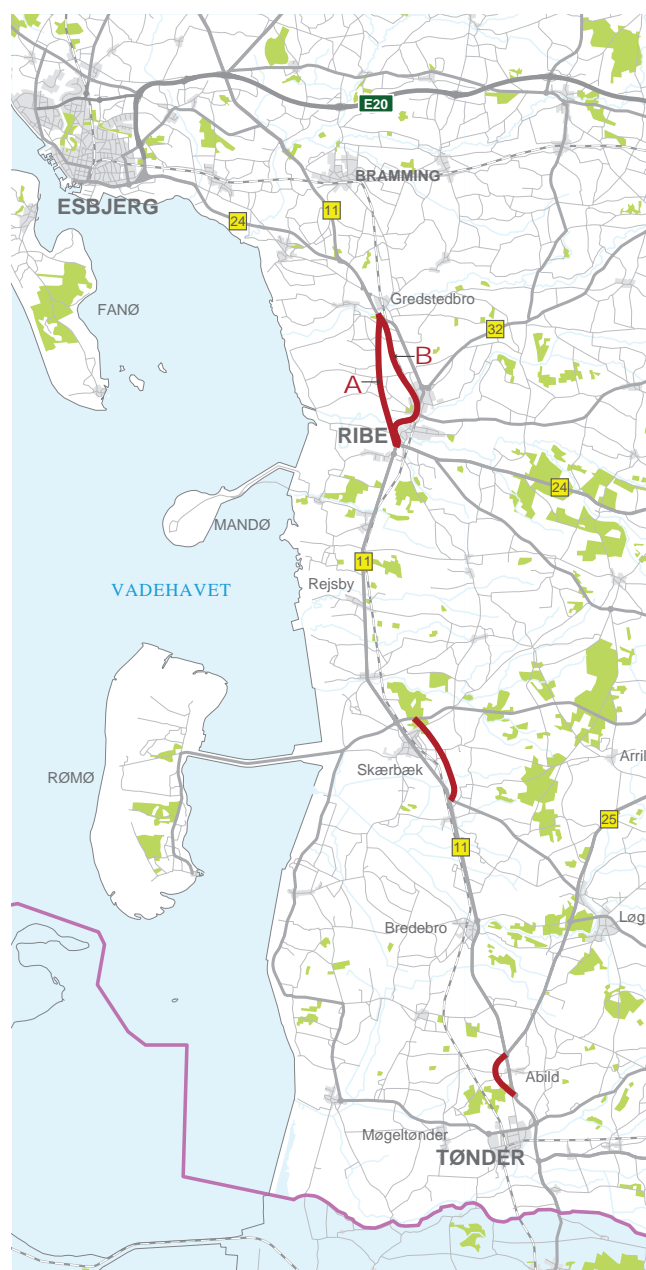 E20
BRAMMING
ESBJERG
11
24
Gredstedbro
FANØ
32
B
A
RIBE
24
MANDØ
11
Rejsby
VADEHAVET
Arri
Skærbæk
RØMØ
25
11
Løg
Bredebro
Abild
Møgeltønder
TØNDER